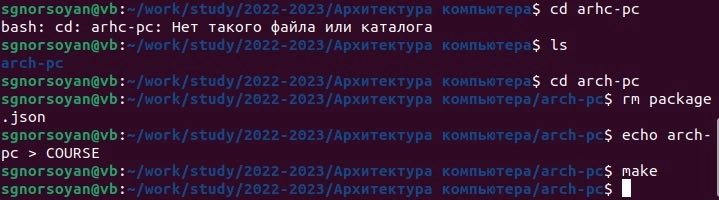 sgnorsoyan@vb:~/work/study/2022-2023/Архитектура компьютера$ cd arhc-pc
bash: cd: arhc-pc: Нет такого файла или каталога
sgnorsoyan@vb:~/work/study/2022-2023/Архитектура компьютера$ ls
arch-pc
sgnorsoyan@vb:~/work/study/2022-2023/Архитектура компьютера$ cd arch-pc
sgnorsoyan@vb:~/work/study/2022-2023/Архитектура компьютера/arch-pc$ rm package
.json
sgnorsoyan@vb:~/work/study/2022-2023/Архитектура компьютера/arch-pc$ echo arch-
pc > COURSE
sgnorsoyan@vb:~/work/study/2022-2023/Архитектура компьютера/arch-pc$ make
sgnorsoyan@vb:~/work/study/2022-2023/Архитектура компьютера/arch-pc$